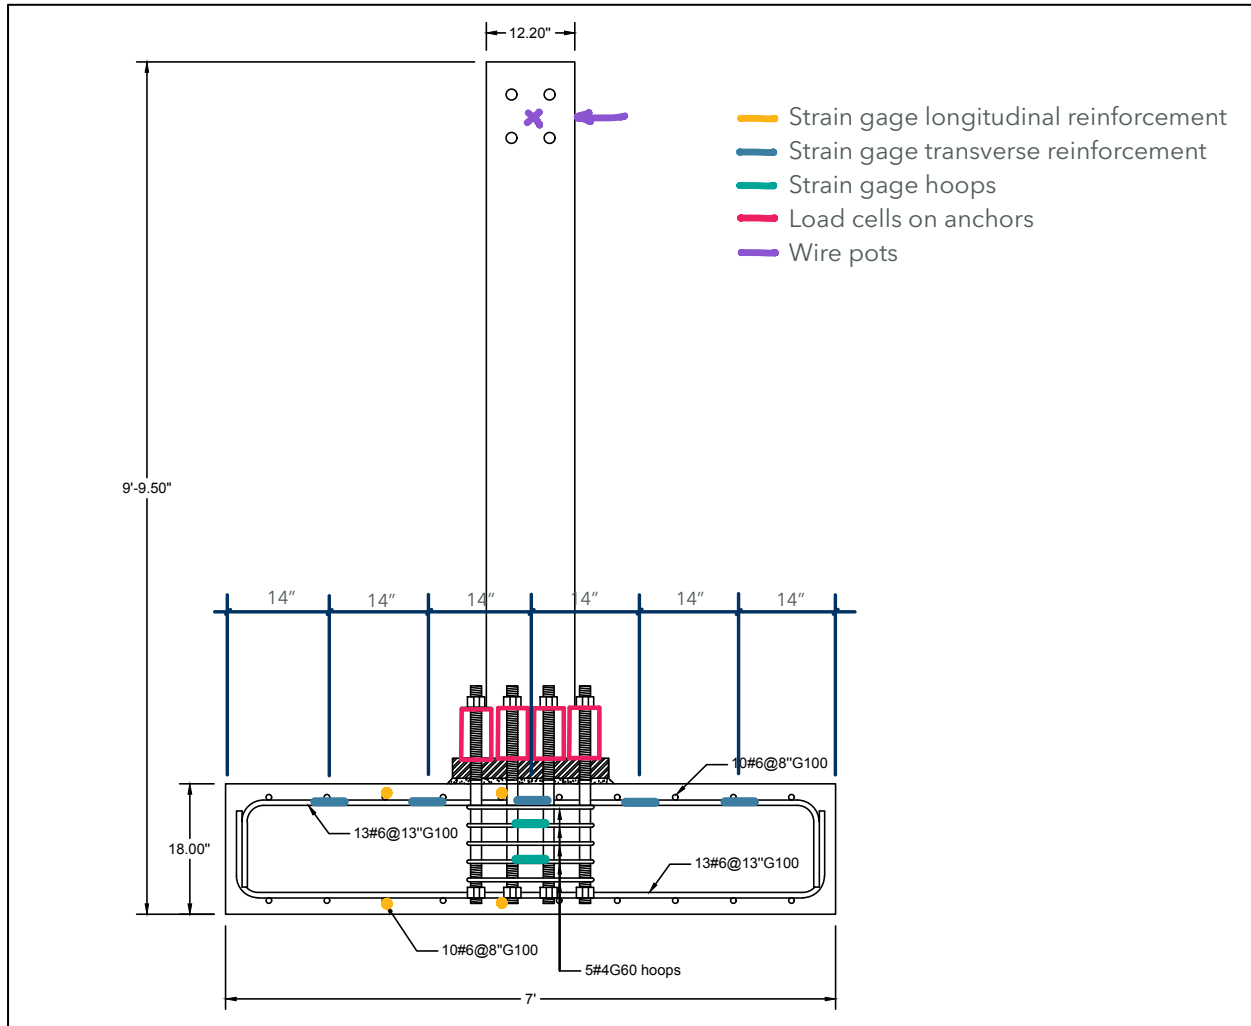 12.20"
Strain gage longitudinal reinforcement
Strain gage transverse reinforcement
Strain gage hoops
Load cells on anchors
Wire pots
9'-9.50"
14" 14" 14" 14" 14" 14"
10#6@8"G100
13#6@13"G100
18.00"
13#6@13"G100
10#6@8"G100
5#4G60 hoops
7'